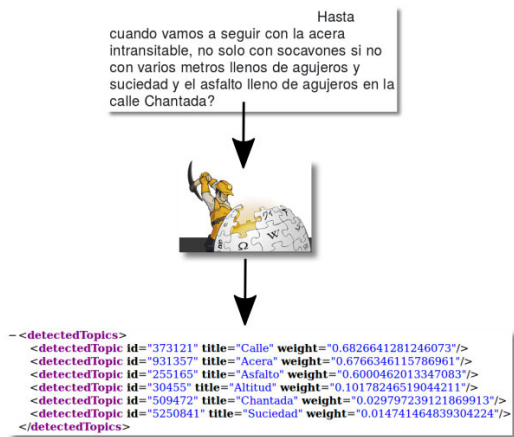 Hasta
cuando vamos a seguir con la acera
intransitable, no solo con socavones si no
con varios metros llenos de agujeros y
suciedad y el asfalto lleno de agujeros en la
calle Chantada?
W
−<detectedTopics>
<detectedTopic id="373121" title="Calle" weight="0.6826641281246073"/>
<detectedTopic id="931357" title="Acera" weight="0.6766346115786961"/>
<detectedTopic id="255165" title="Asfalto" weight="0.6000462013347083"/>
<detectedTopic id="30455" title="Altitud" weight="0.10178246519044211"/>
<detectedTopic id="509472" title="Chantada" weight="0.029797239121869913"/>
<detectedTopic id="5250841" title="Suciedad" weight="0.014741464839304224"/>
</detectedTopics>